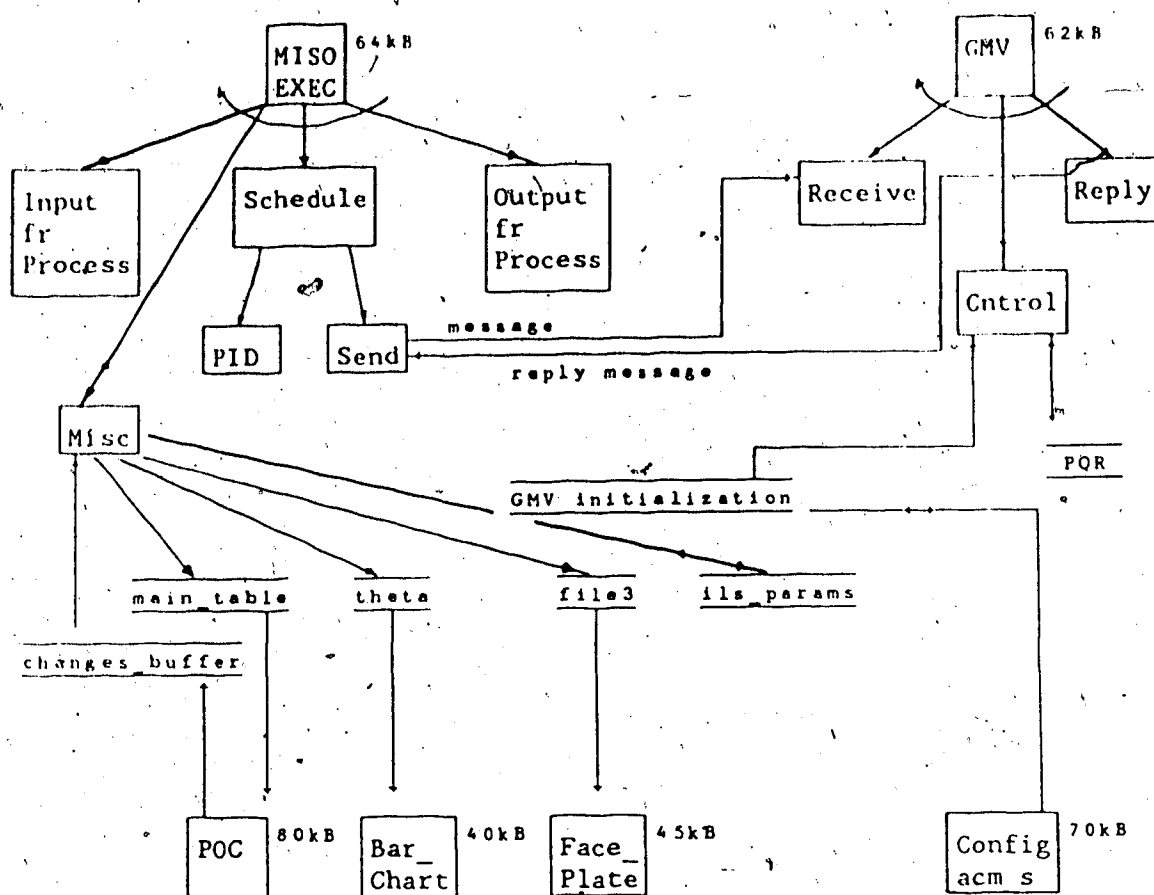 MISO
EXEC
64kB
GMV
62kB
Input
fr
Process
Schedule
Output
fr
Process
Receive
Reply
Cntrol
PID
Send
message
reply message
Misc
PQR
GMV initialization
main_table
theta
file3
ils_params
changes_buffer
POC
80kB
Bar_
Chart
40kB
Face_
Plate
45kB
Config
acm s
70kB